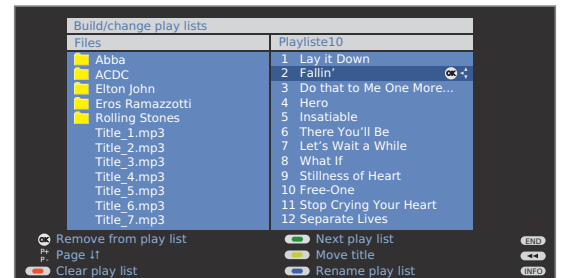 Build/change play lists
Files
Abba
ACDC
Elton John
Eros Ramazzotti
Rolling Stones
Title_1.mp3
Title_2.mp3
Title_3.mp3
Title_4.mp3
Title_5.mp3
Title_6.mp3
Title_7.mp3
Playliste10
1 Lay it Down
2 Fallin’ OK
3 Do that to Me One More...
4 Hero
5 Insatiable
6 There You’ll Be
7 Let’s Wait a While
8 What If
9 Stillness of Heart
10 Free-One
11 Stop Crying Your Heart
12 Separate Lives
OK Remove from play list
P+
P- Page ↓↑
Clear play list
Next play list
Move title
Rename play list
END
INFO